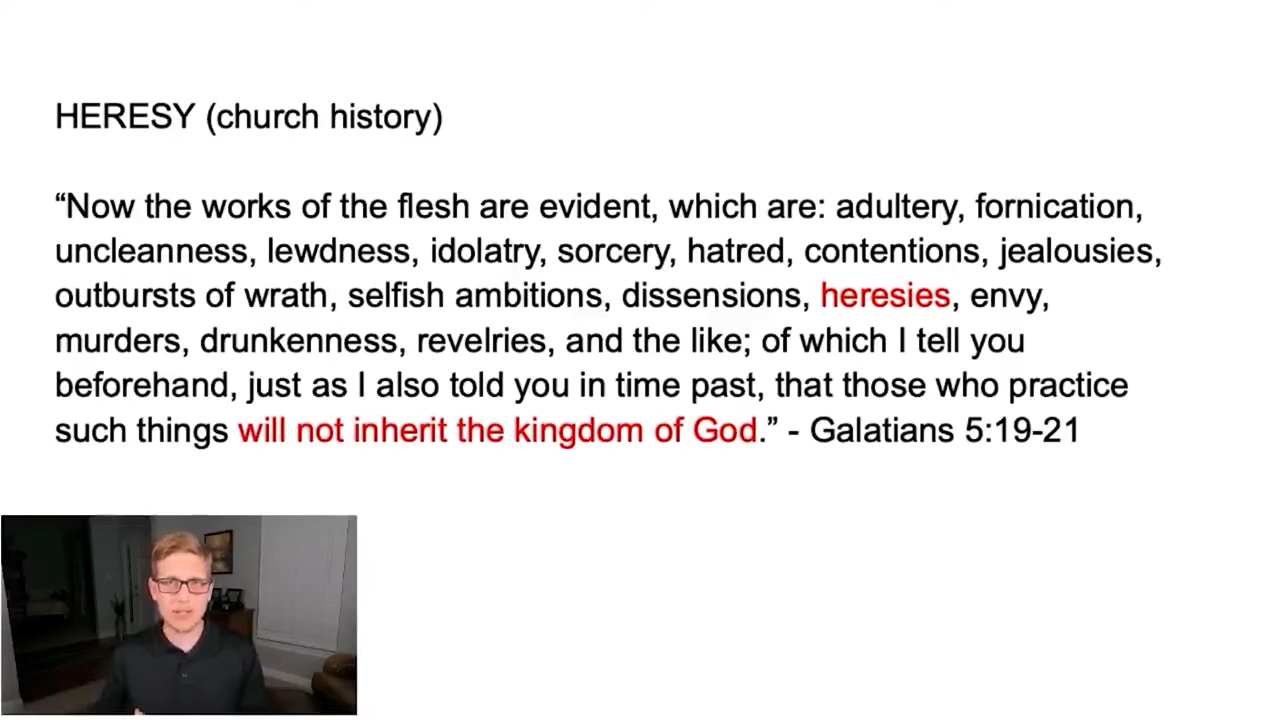 HERESY (church history)
“Now the works of the flesh are evident, which are: adultery, fornication,
uncleanness, lewdness, idolatry, sorcery, hatred, contentions, jealousies,
outbursts of wrath, selfish ambitions, dissensions, heresies, envy,
murders, drunkenness, revelries, and the like; of which I tell you
beforehand, just as I also told you in time past, that those who practice
such things will not inherit the kingdom of God.” - Galatians 5:19-21